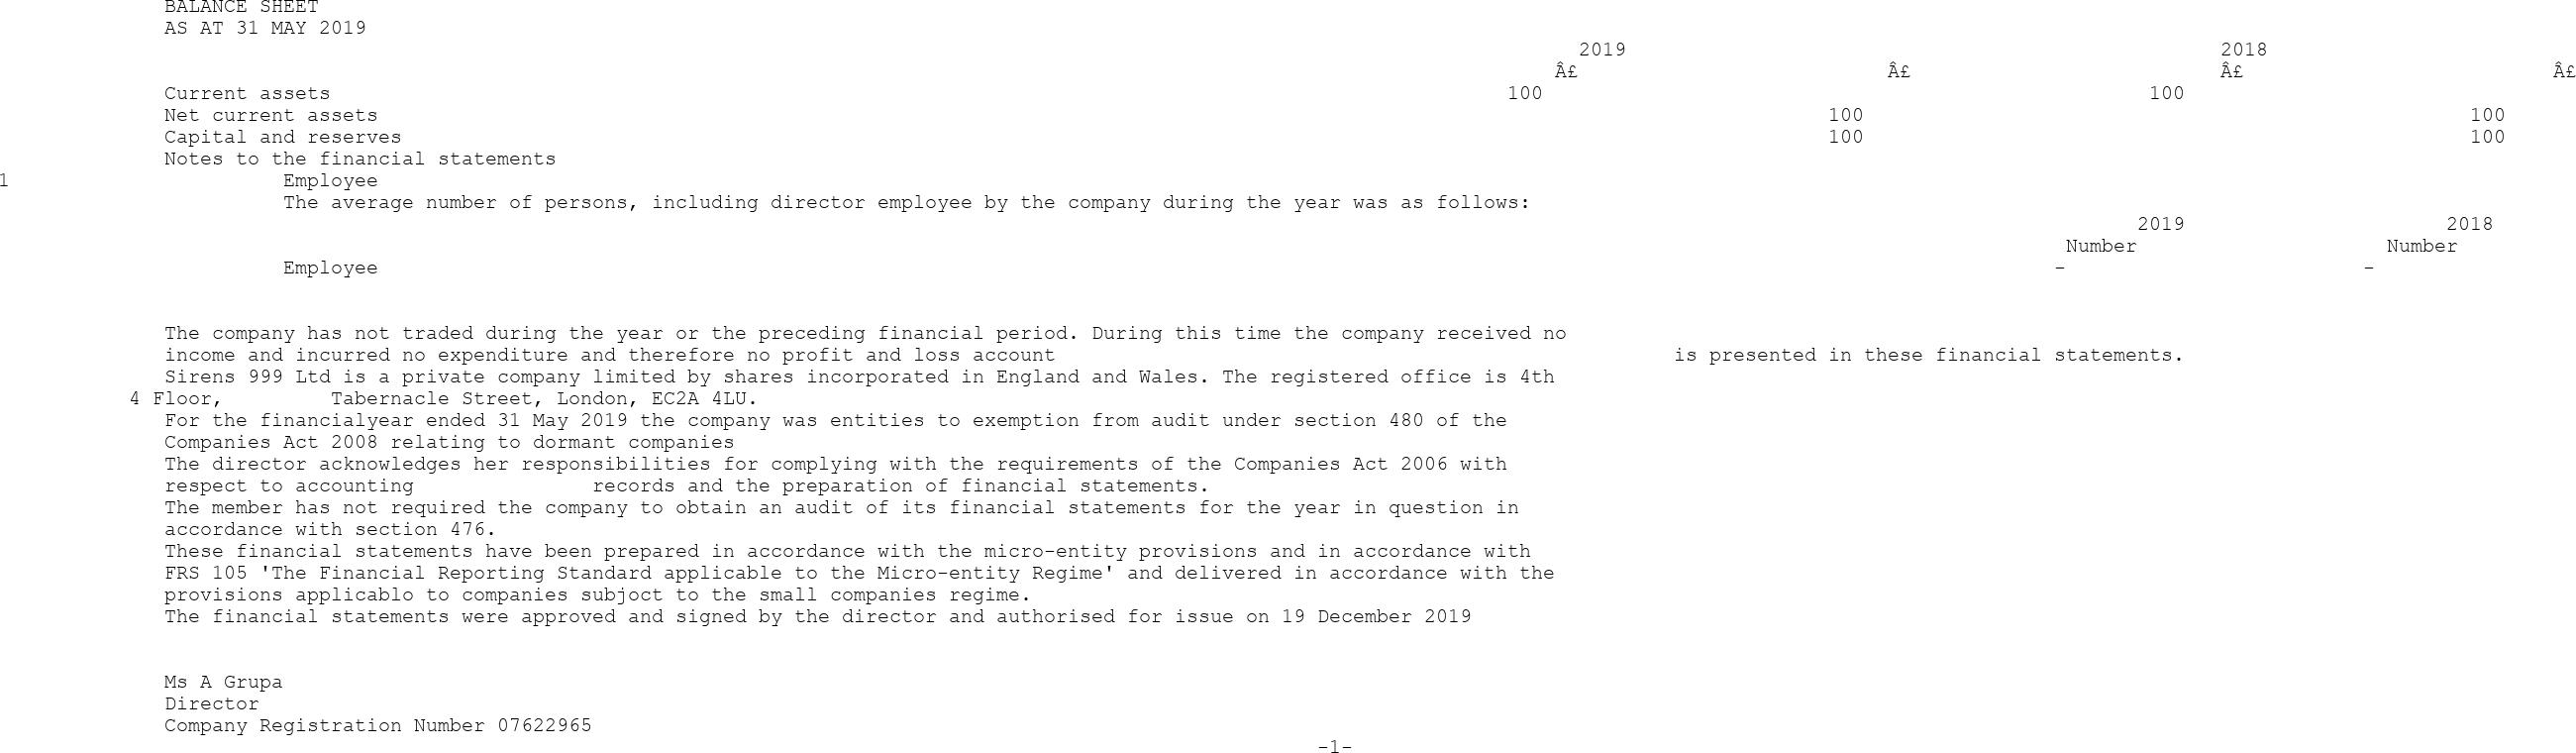 BALANCE SHEET
AS AT 31 MAY 2019
2019 2018
Â£ Â£ Â£ Â£
Current assets 100 100
Net current assets 100 100
Capital and reserves 100 100
Notes to the financial statements
1 Employee
The average number of persons, including director employee by the company during the year was as follows:
2019 2018
Number Number
Employee - -
The company has not traded during the year or the preceding financial period. During this time the company received no
income and incurred no expenditure and therefore no profit and loss account is presented in these financial statements.
Sirens 999 Ltd is a private company limited by shares incorporated in England and Wales. The registered office is 4th
4 Floor, Tabernacle Street, London, EC2A 4LU.
For the financialyear ended 31 May 2019 the company was entities to exemption from audit under section 480 of the
Companies Act 2008 relating to dormant companies
The director acknowledges her responsibilities for complying with the requirements of the Companies Act 2006 with
respect to accounting records and the preparation of financial statements.
The member has not required the company to obtain an audit of its financial statements for the year in question in
accordance with section 476.
These financial statements have been prepared in accordance with the micro-entity provisions and in accordance with
FRS 105 'The Financial Reporting Standard applicable to the Micro-entity Regime' and delivered in accordance with the
provisions applicablo to companies subjoct to the small companies regime.
The financial statements were approved and signed by the director and authorised for issue on 19 December 2019
Ms A Grupa
Director
Company Registration Number 07622965
-1-